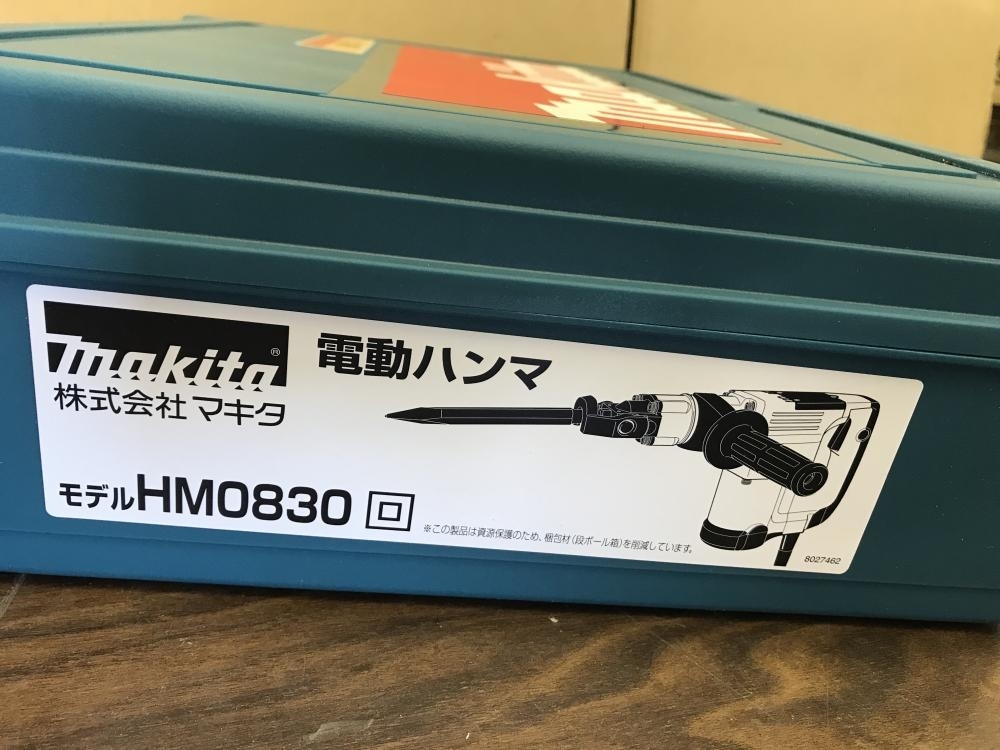 makita
makita®
株式会社マキタ
電動ハンマ
モデルHM0830
※この製品は資源保護のため、梱包材(段ボール箱)を削減しています。
8027462